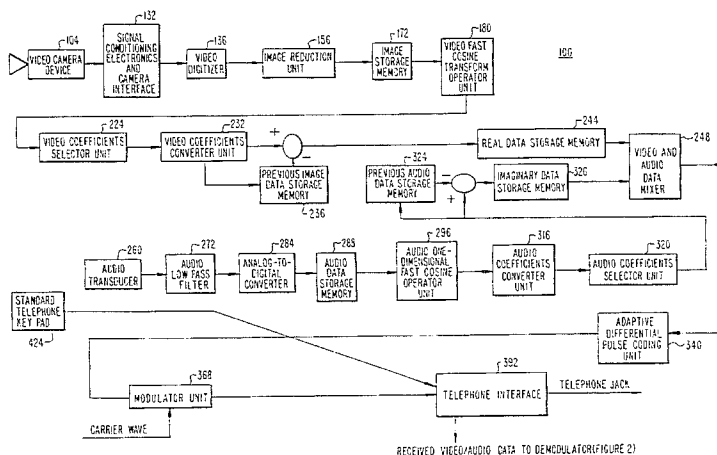 104
VIDEO CAMERA
DEVICE
132
SIGNAL
CONDITIONING
ELECTRONICS
AND
CAMERA
INTERFACE
136
VIDEO
DIGITIZER
156
IMAGE REDUCTION
UNIT
172
IMAGE
STORAGE
MEMORY
180
VIDEO FAST
COSINE
TRANSFORM
OPERATOR
UNIT
100
224
VIDEO COEFFICIENTS
SELECTOR UNIT
232
VIDEO COEFFICIENTS
CONVERTER UNIT
+
−
PREVIOUS IMAGE
DATA STORAGE
MEMORY
236
244
REAL DATA STORAGE MEMORY
248
VIDEO AND
AUDIO
DATA
MIXER
324
PREVIOUS AUDIO
DATA STORAGE
MEMORY
−
+
IMAGINARY DATA
STORAGE MEMORY
326
260
AUDIO
TRANSDUCER
272
AUDIO
LOW PASS
FILTER
284
ANALOG-TO-
DIGITAL
CONVERTER
285
AUDIO
DATA
STORAGE
MEMORY
296
AUDIO ONE-
DIMENSIONAL
FAST COSINE
OPERATOR
UNIT
316
AUDIO
COEFFICIENTS
CONVERTER
UNIT
320
AUDIO COEFFICIENTS
SELECTOR UNIT
STANDARD
TELEPHONE
KEY PAD
424
ADAPTIVE
DIFFERENTIAL
PULSE CODING
UNIT
340
368
MODULATOR UNIT
CARRIER WAVE
392
TELEPHONE INTERFACE
TELEPHONE JACK
RECEIVED VIDEO/AUDIO DATA TO DEMODULATOR(FIGURE 2)